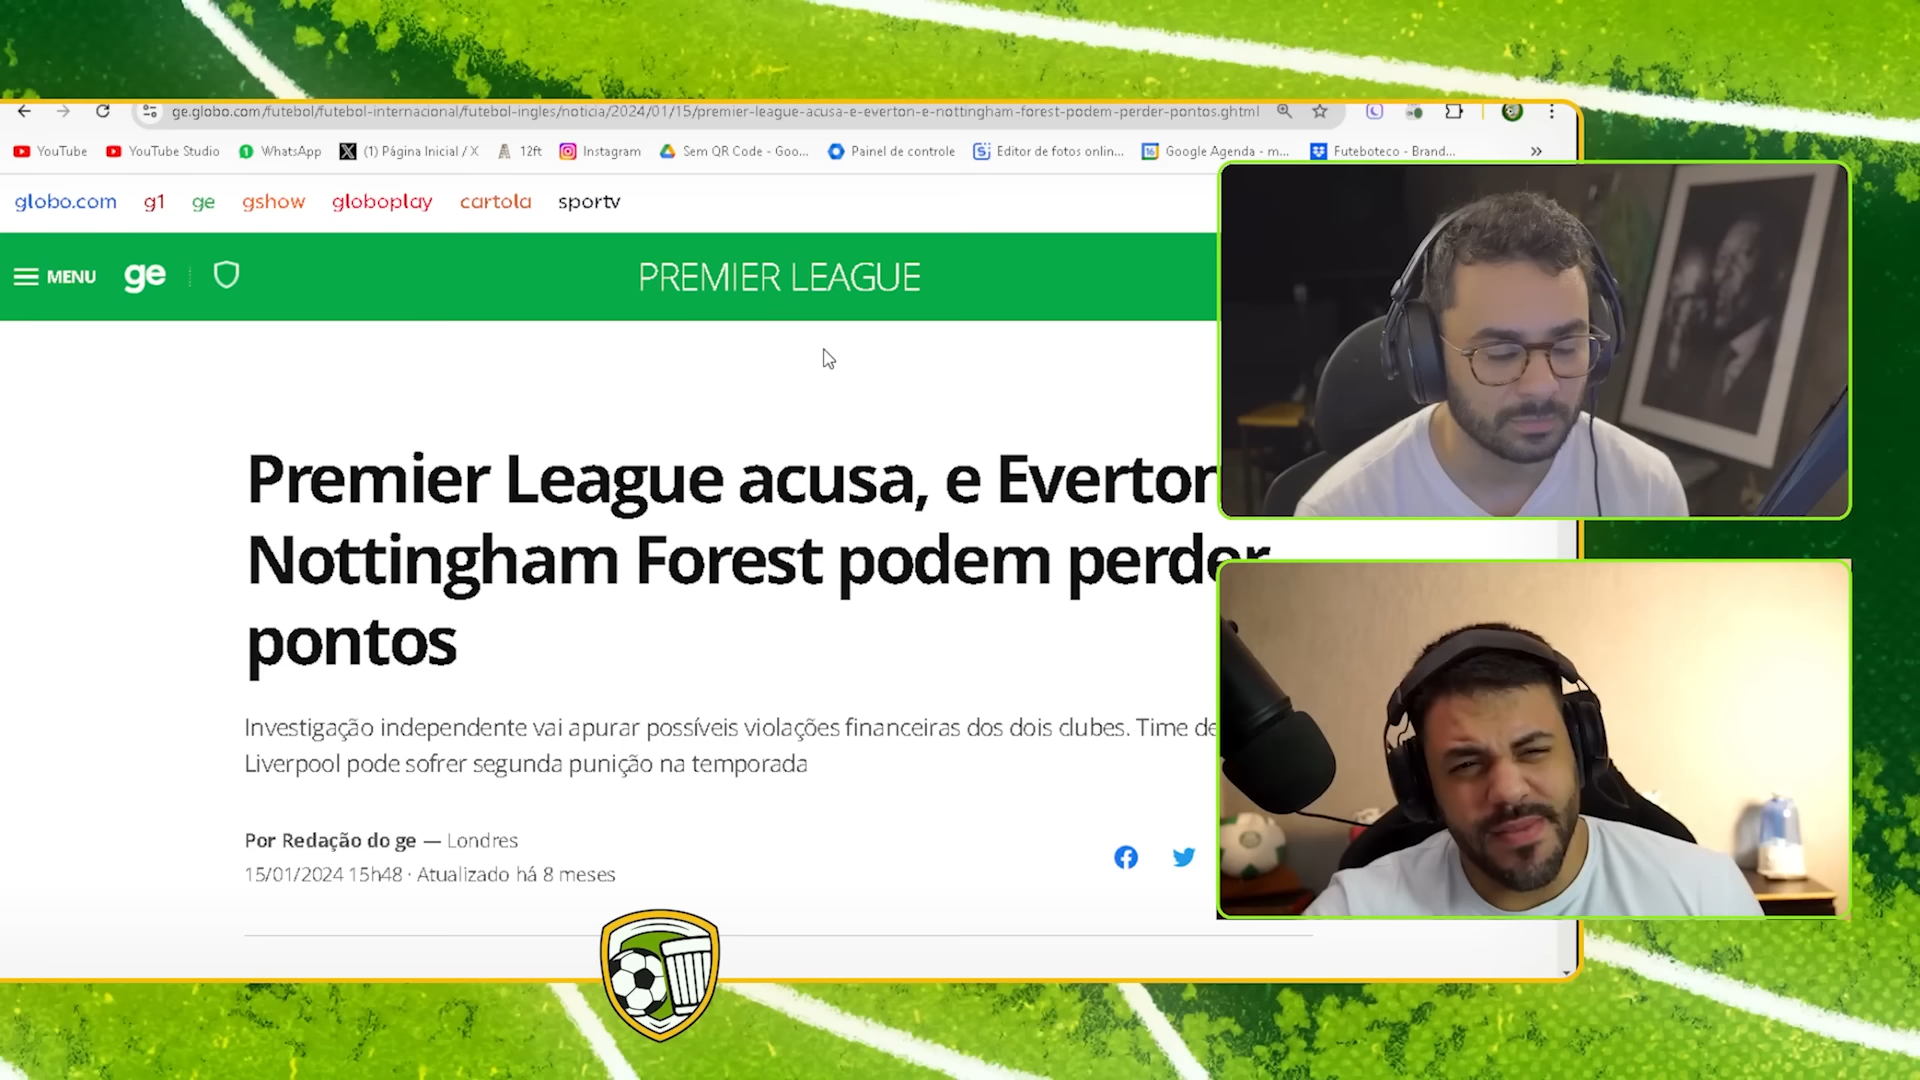 ge.globo.com/futebol/futebol-internacional/futebol-ingles/noticia/2024/01/15/premier-league-acusa-e-everton-e-nottingham-forest-podem-perder-pontos.ghtml
YouTube YouTube Studio WhatsApp (1) Página Inicial / X 12ft Instagram Sem QR Code - Goo... Painel de controle Editor de fotos onlin... Google Agenda - m... Futeboteco - Brand...
globo.com g1 ge gshow globoplay cartola sportv
MENU ge PREMIER LEAGUE
Premier League acusa, e Everton
Nottingham Forest podem perder
pontos
Investigação independente vai apurar possíveis violações financeiras dos dois clubes. Time de
Liverpool pode sofrer segunda punição na temporada
Por Redação do ge — Londres
15/01/2024 15h48 · Atualizado há 8 meses